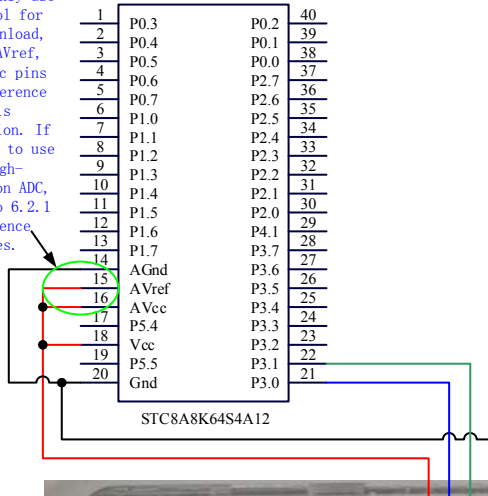 ol for
nload,
AVref,
c pins
erence
is
on. If
to use
gh-
on ADC,
o 6.2.1
ence
es.
1 P0.3 P0.2 40
2 P0.4 P0.1 39
3 P0.5 P0.0 38
4 P0.6 P2.7 37
5 P0.7 P2.6 36
6 P1.0 P2.5 35
7 P1.1 P2.4 34
8 P1.2 P2.3 33
9 P1.3 P2.2 32
10 P1.4 P2.1 31
11 P1.5 P2.0 30
12 P1.6 P4.1 29
13 P1.7 P3.7 28
14 AGnd P3.6 27
15 AVref P3.5 26
16 AVcc P3.4 25
17 P5.4 P3.3 24
18 Vcc P3.2 23
19 P5.5 P3.1 22
20 Gnd P3.0 21
STC8A8K64S4A12